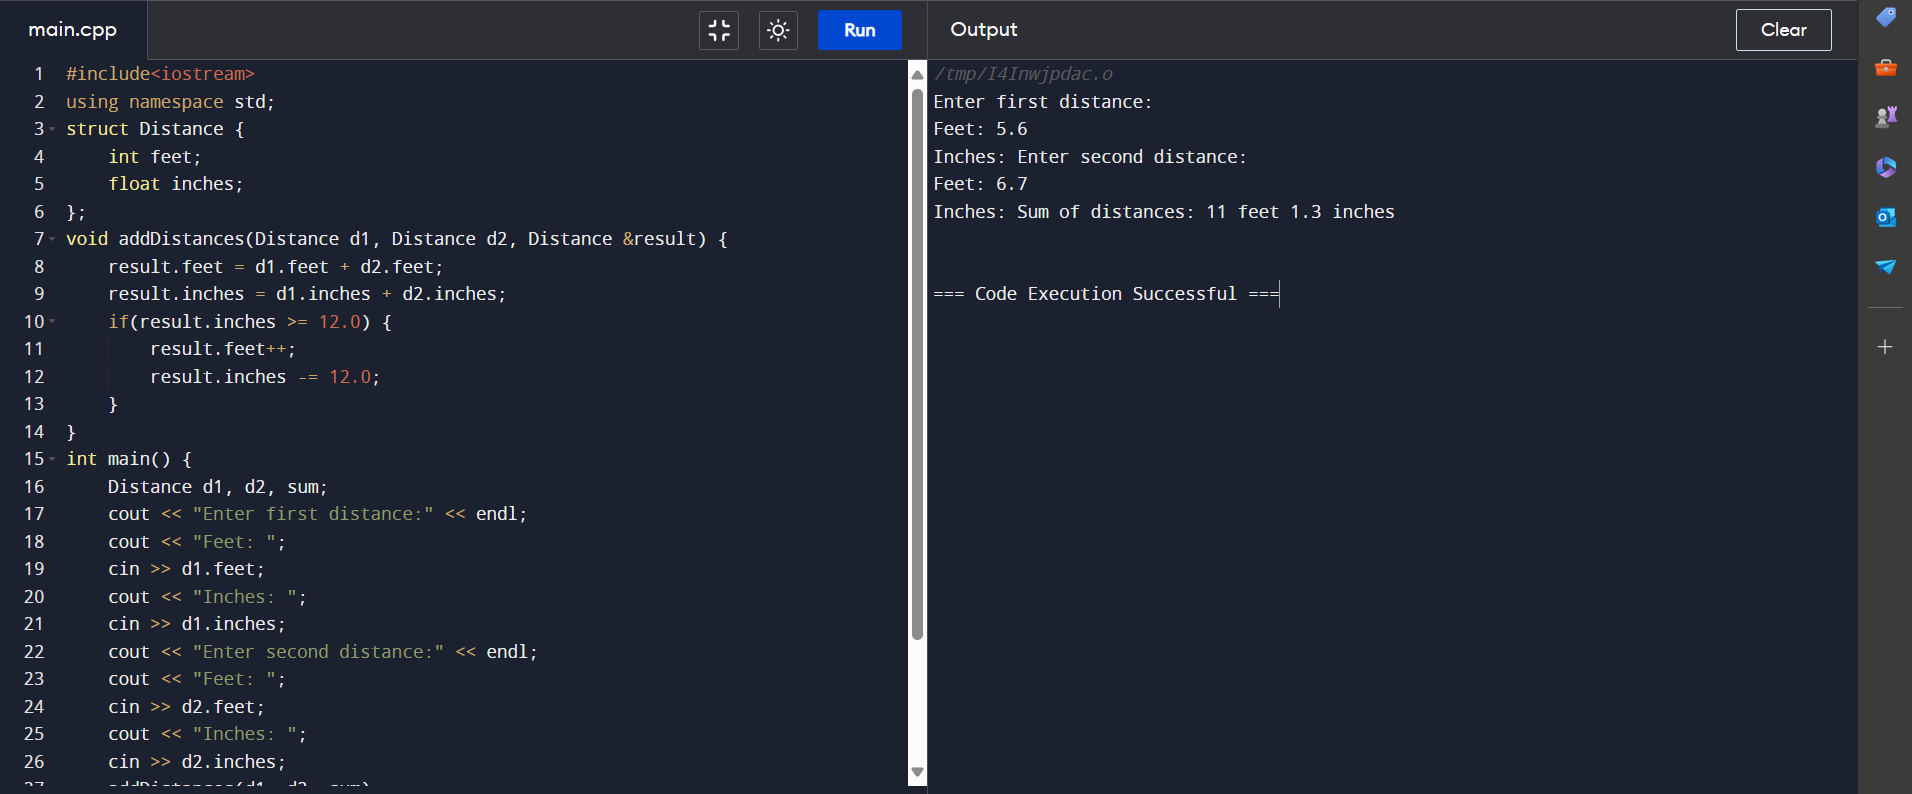 main.cpp
Run
1 #include<iostream>
2 using namespace std;
3 struct Distance {
4     int feet;
5     float inches;
6 };
7 void addDistances(Distance d1, Distance d2, Distance &result) {
8     result.feet = d1.feet + d2.feet;
9     result.inches = d1.inches + d2.inches;
10     if(result.inches >= 12.0) {
11         result.feet++;
12         result.inches -= 12.0;
13     }
14 }
15 int main() {
16     Distance d1, d2, sum;
17     cout << "Enter first distance:" << endl;
18     cout << "Feet: ";
19     cin >> d1.feet;
20     cout << "Inches: ";
21     cin >> d1.inches;
22     cout << "Enter second distance:" << endl;
23     cout << "Feet: ";
24     cin >> d2.feet;
25     cout << "Inches: ";
26     cin >> d2.inches;
Output
Clear
/tmp/I4Inwjpdac.o
Enter first distance:
Feet: 5.6
Inches: Enter second distance:
Feet: 6.7
Inches: Sum of distances: 11 feet 1.3 inches
=== Code Execution Successful ===